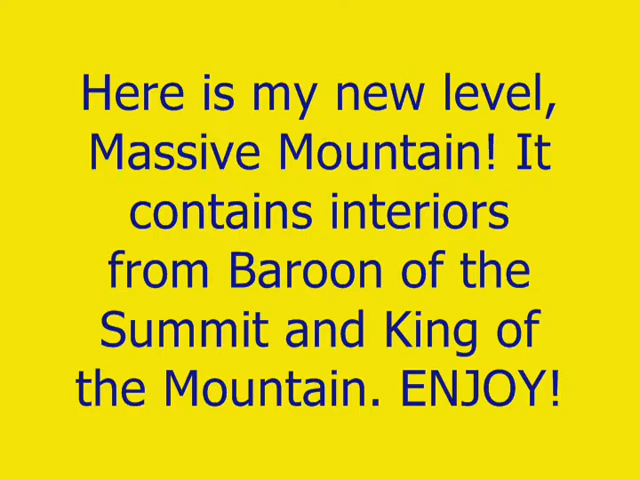 Here is my new level,
Massive Mountain! It
contains interiors
from Baroon of the
Summit and King of
the Mountain. ENJOY!